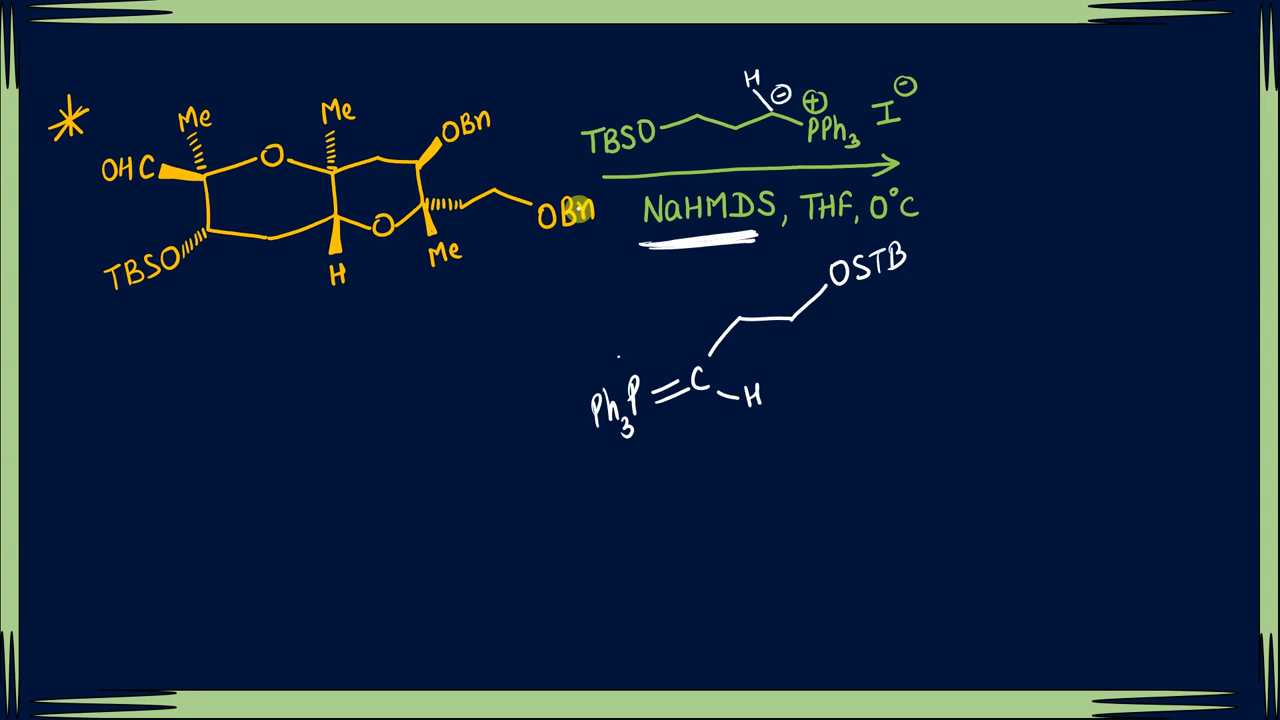 *
Me
Me
OBn
OHC
O
O
OBn
Me
H
TBSO
H
⊖
TBSO
⊕
PPh3
I⊖
NaHMDS, THF, 0°C
OSTB
Ph3P=C
H